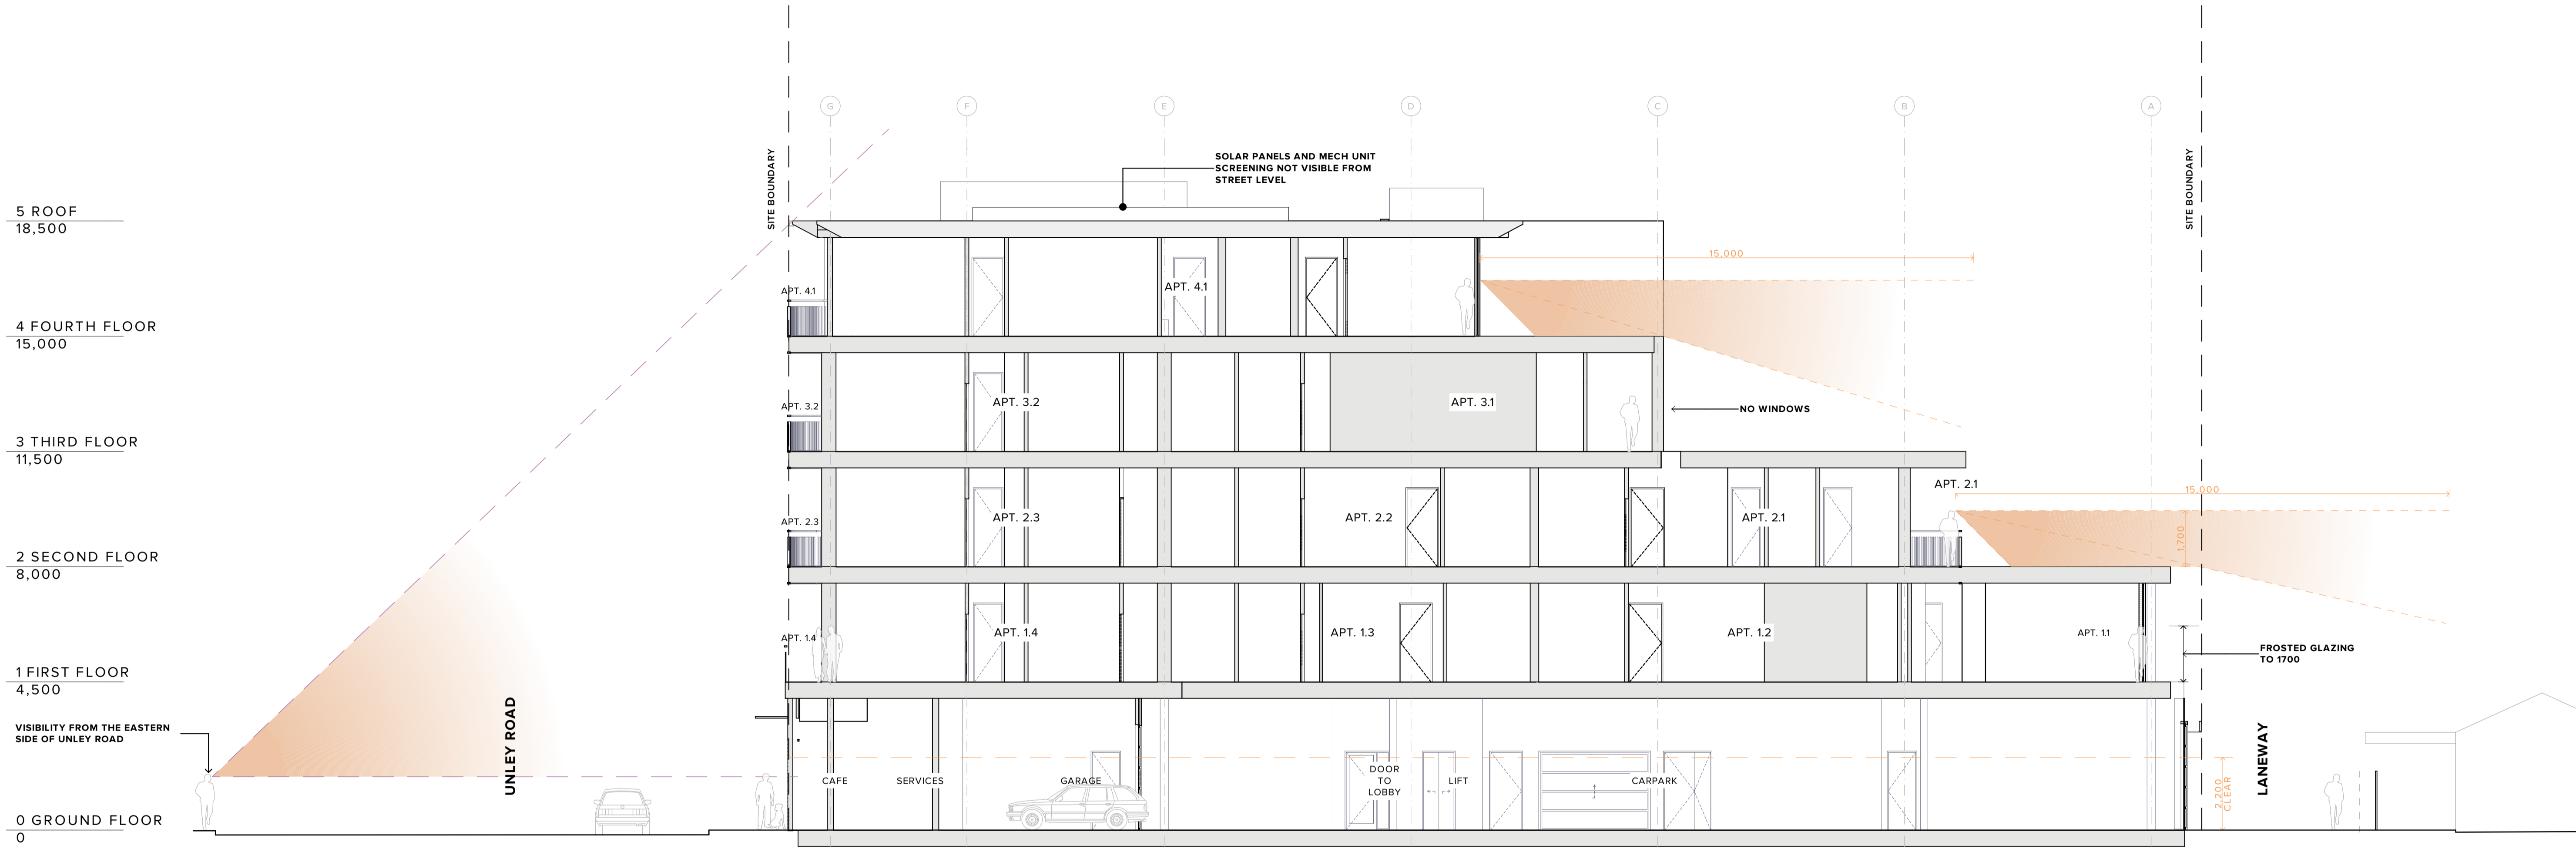 G
F
E
D
C
B
A
SITE BOUNDARY
SOLAR PANELS AND MECH UNIT
SCREENING NOT VISIBLE FROM
STREET LEVEL
SITE BOUNDARY
5 ROOF
18,500
15,000
APT. 4.1
APT. 4.1
4 FOURTH FLOOR
15,000
APT. 3.2
APT. 3.2
APT. 3.1
NO WINDOWS
3 THIRD FLOOR
11,500
APT. 2.1
15,000
APT. 2.3
APT. 2.3
APT. 2.2
APT. 2.1
1,700
2 SECOND FLOOR
8,000
APT. 1.4
APT. 1.4
APT. 1.3
APT. 1.2
APT. 1.1
FROSTED GLAZING
TO 1700
1 FIRST FLOOR
4,500
VISIBILITY FROM THE EASTERN
SIDE OF UNLEY ROAD
UNLEY ROAD
CAFE
SERVICES
GARAGE
DOOR
TO
LOBBY
LIFT
CARPARK
2,200
CLEAR
LANEWAY
0 GROUND FLOOR
0